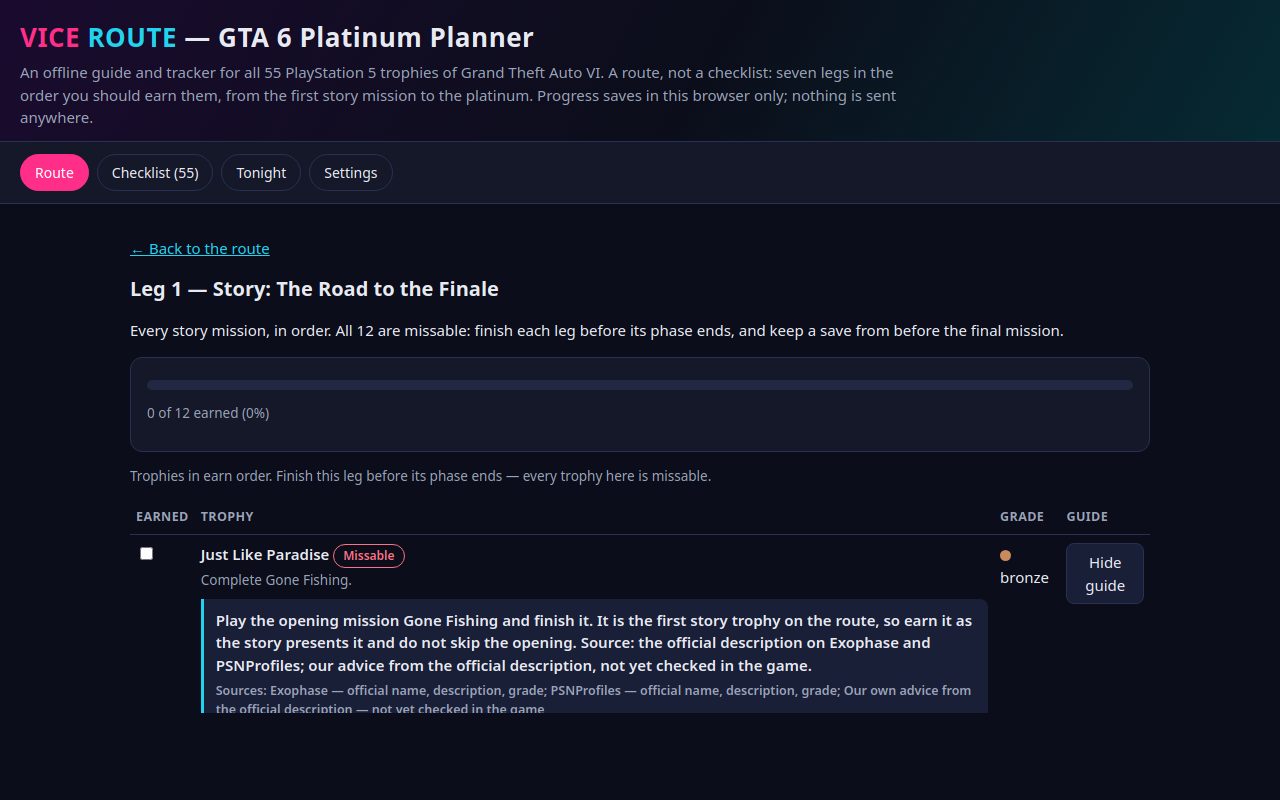 VICE ROUTE — GTA 6 Platinum Planner
An offline guide and tracker for all 55 PlayStation 5 trophies of Grand Theft Auto VI. A route, not a checklist: seven legs in the
order you should earn them, from the first story mission to the platinum. Progress saves in this browser only; nothing is sent
anywhere.
Route Checklist (55) Tonight Settings
← Back to the route
Leg 1 — Story: The Road to the Finale
Every story mission, in order. All 12 are missable: finish each leg before its phase ends, and keep a save from before the final mission.
0 of 12 earned (0%)
Trophies in earn order. Finish this leg before its phase ends — every trophy here is missable.
EARNED TROPHY GRADE GUIDE
Just Like Paradise Missable
Complete Gone Fishing.
bronze
Hide
guide
Play the opening mission Gone Fishing and finish it. It is the first story trophy on the route, so earn it as
the story presents it and do not skip the opening. Source: the official description on Exophase and
PSNProfiles; our advice from the official description, not yet checked in the game.
Sources: Exophase — official name, description, grade; PSNProfiles — official name, description, grade; Our own advice from
the official description — not yet checked in the game